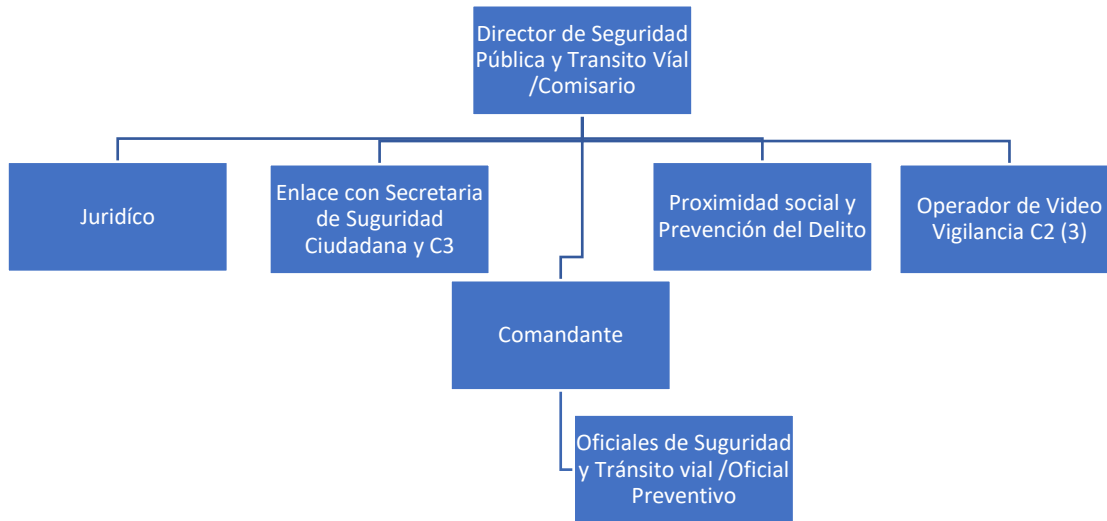 Director de Seguridad
Pública y Transito Víal
/Comisario
Juridíco
Enlace con Secretaria
de Suguridad
Ciudadana y C3
Proximidad social y
Prevención del Delito
Operador de Video
Vigilancia C2 (3)
Comandante
Oficiales de Suguridad
y Tránsito vial /Oficial
Preventivo